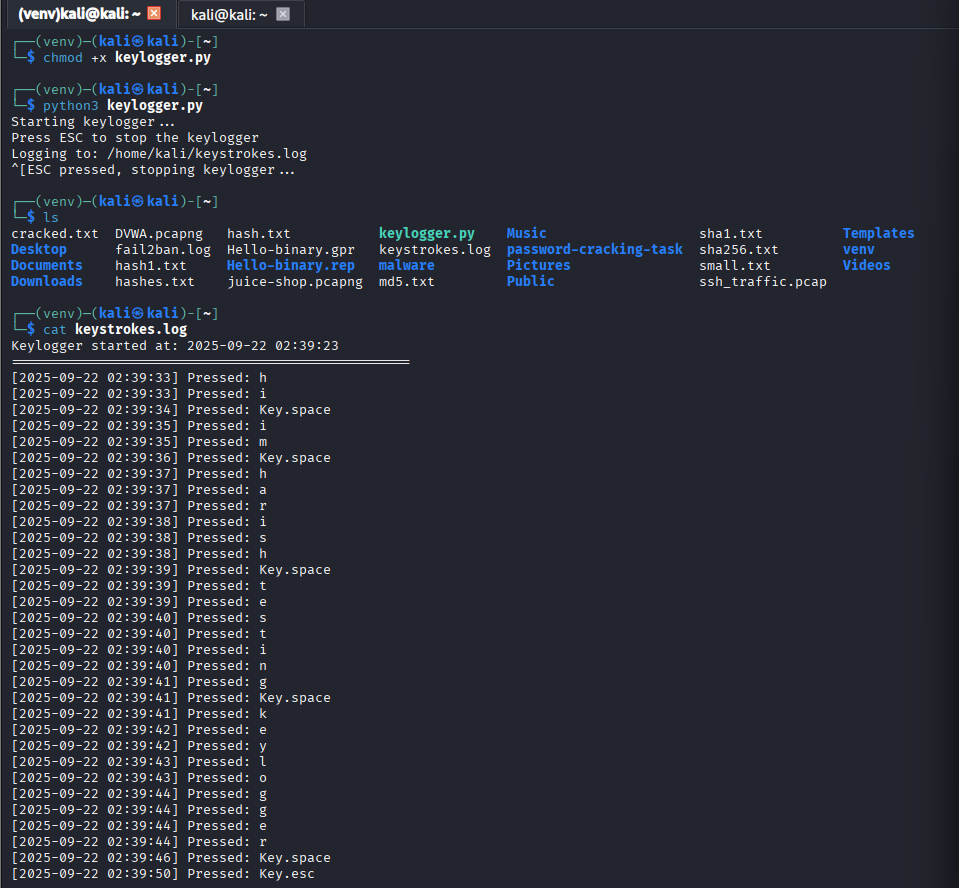 (venv)kali@kali: ~ kali@kali: ~
┌──(venv)─(kali㉿kali)-[~]
└─$ chmod +x keylogger.py
┌──(venv)─(kali㉿kali)-[~]
└─$ python3 keylogger.py
Starting keylogger...
Press ESC to stop the keylogger
Logging to: /home/kali/keystrokes.log
^[ESC pressed, stopping keylogger...
┌──(venv)─(kali㉿kali)-[~]
└─$ ls
cracked.txt DVWA.pcapng hash.txt keylogger.py Music sha1.txt Templates
Desktop fail2ban.log Hello-binary.gpr keystrokes.log password-cracking-task sha256.txt venv
Documents hash1.txt Hello-binary.rep malware Pictures small.txt Videos
Downloads hashes.txt juice-shop.pcapng md5.txt Public ssh_traffic.pcap
┌──(venv)─(kali㉿kali)-[~]
└─$ cat keystrokes.log
Keylogger started at: 2025-09-22 02:39:23
==================================================
[2025-09-22 02:39:33] Pressed: h
[2025-09-22 02:39:33] Pressed: i
[2025-09-22 02:39:34] Pressed: Key.space
[2025-09-22 02:39:35] Pressed: i
[2025-09-22 02:39:35] Pressed: m
[2025-09-22 02:39:36] Pressed: Key.space
[2025-09-22 02:39:37] Pressed: h
[2025-09-22 02:39:37] Pressed: a
[2025-09-22 02:39:37] Pressed: r
[2025-09-22 02:39:38] Pressed: i
[2025-09-22 02:39:38] Pressed: s
[2025-09-22 02:39:38] Pressed: h
[2025-09-22 02:39:39] Pressed: Key.space
[2025-09-22 02:39:39] Pressed: t
[2025-09-22 02:39:39] Pressed: e
[2025-09-22 02:39:40] Pressed: s
[2025-09-22 02:39:40] Pressed: t
[2025-09-22 02:39:40] Pressed: i
[2025-09-22 02:39:40] Pressed: n
[2025-09-22 02:39:41] Pressed: g
[2025-09-22 02:39:41] Pressed: Key.space
[2025-09-22 02:39:41] Pressed: k
[2025-09-22 02:39:42] Pressed: e
[2025-09-22 02:39:42] Pressed: y
[2025-09-22 02:39:43] Pressed: l
[2025-09-22 02:39:43] Pressed: o
[2025-09-22 02:39:44] Pressed: g
[2025-09-22 02:39:44] Pressed: g
[2025-09-22 02:39:44] Pressed: e
[2025-09-22 02:39:44] Pressed: r
[2025-09-22 02:39:46] Pressed: Key.space
[2025-09-22 02:39:50] Pressed: Key.esc